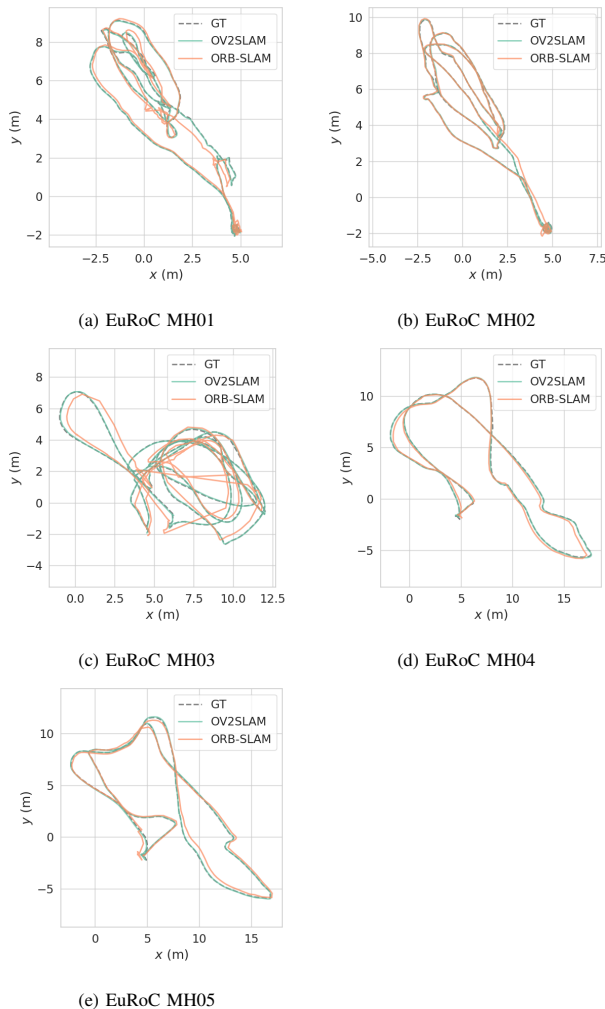 GT
OV2SLAM
ORB-SLAM
8
6
4
2
0
−2
y (m)
−2.5 0.0 2.5 5.0
x (m)
(a) EuRoC MH01
GT
OV2SLAM
ORB-SLAM
10
8
6
4
2
0
−2
y (m)
−5.0 −2.5 0.0 2.5 5.0 7.5
x (m)
(b) EuRoC MH02
GT
OV2SLAM
ORB-SLAM
8
6
4
2
0
−2
−4
y (m)
0.0 2.5 5.0 7.5 10.0 12.5
x (m)
(c) EuRoC MH03
GT
OV2SLAM
ORB-SLAM
10
5
0
−5
y (m)
0 5 10 15
x (m)
(d) EuRoC MH04
GT
OV2SLAM
ORB-SLAM
10
5
0
−5
y (m)
0 5 10 15
x (m)
(e) EuRoC MH05